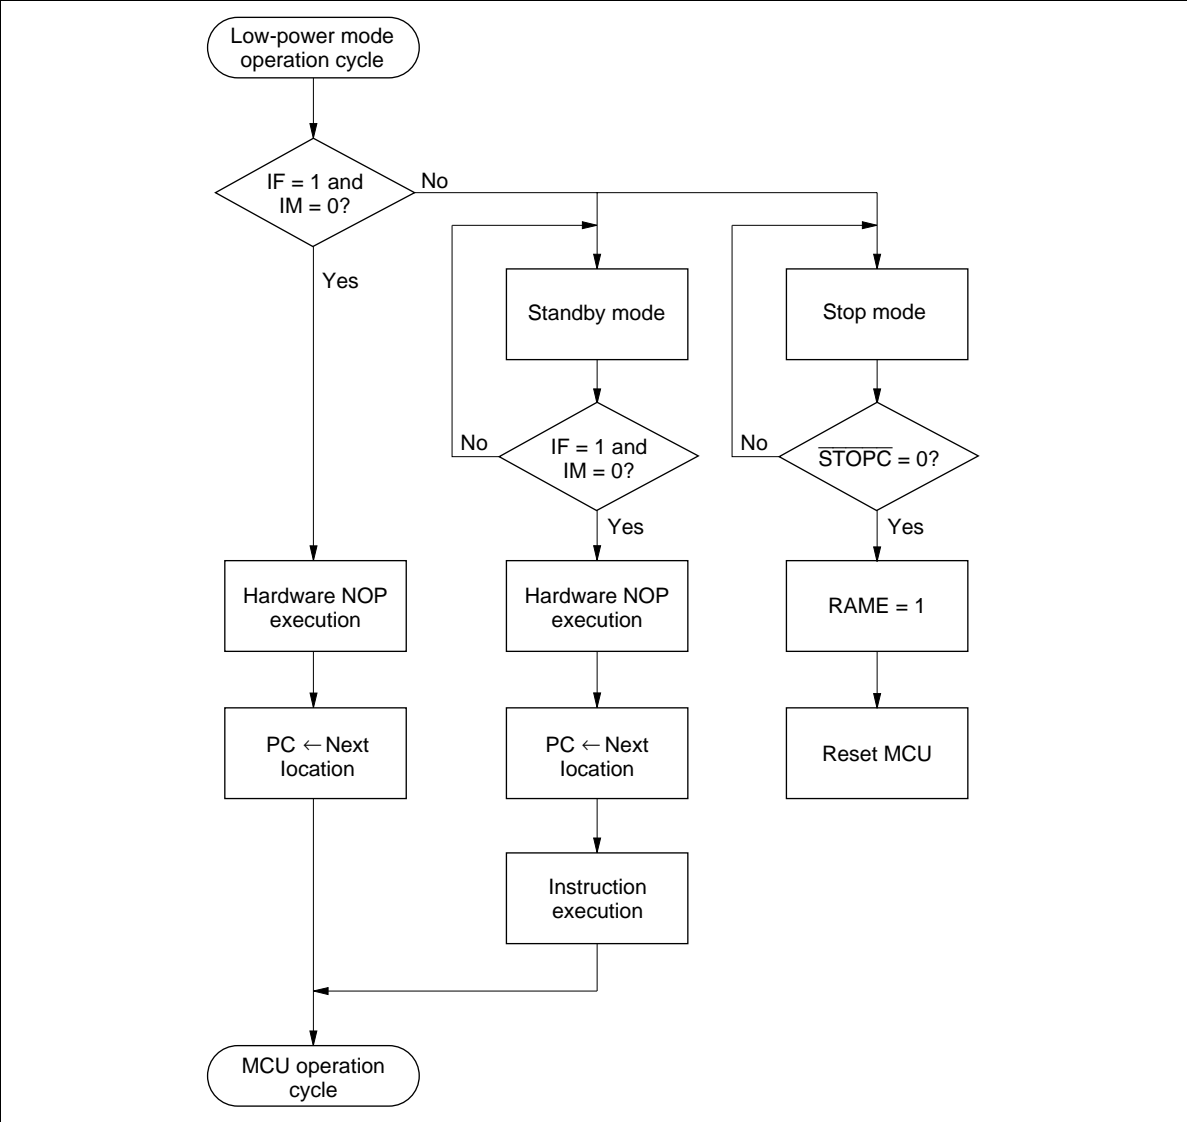 Low-power mode
operation cycle
IF = 1 and
IM = 0?
No
Yes
Standby mode
Stop mode
No
IF = 1 and
IM = 0?
Yes
No
S̅T̅O̅P̅C̅ = 0?
Yes
Hardware NOP
execution
Hardware NOP
execution
RAME = 1
PC ← Next
location
PC ← Next
location
Reset MCU
Instruction
execution
MCU operation
cycle